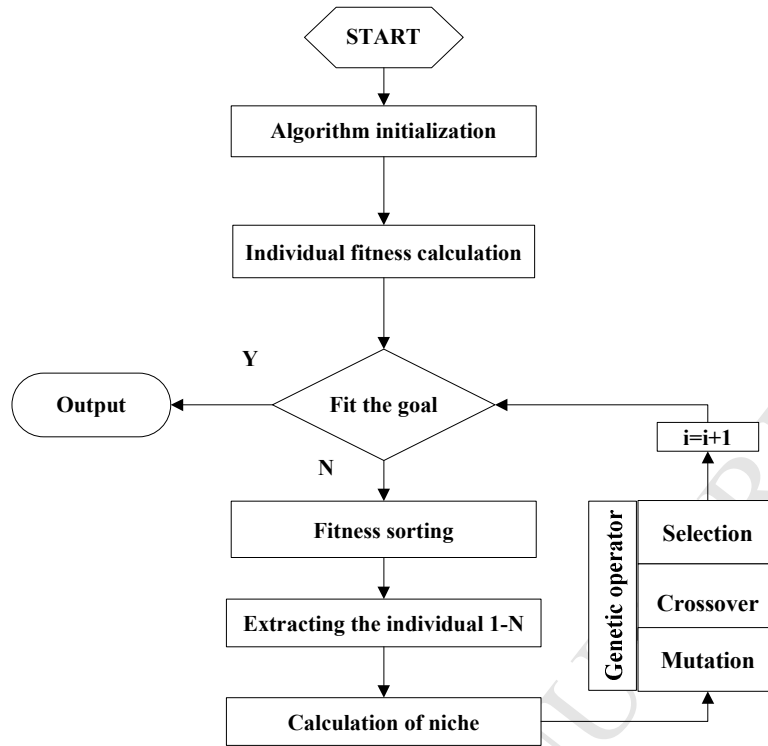 START
Algorithm initialization
Individual fitness calculation
Y
Output
Fit the goal
i=i+1
N
Fitness sorting
Extracting the individual 1-N
Calculation of niche
Genetic operator
Selection
Crossover
Mutation